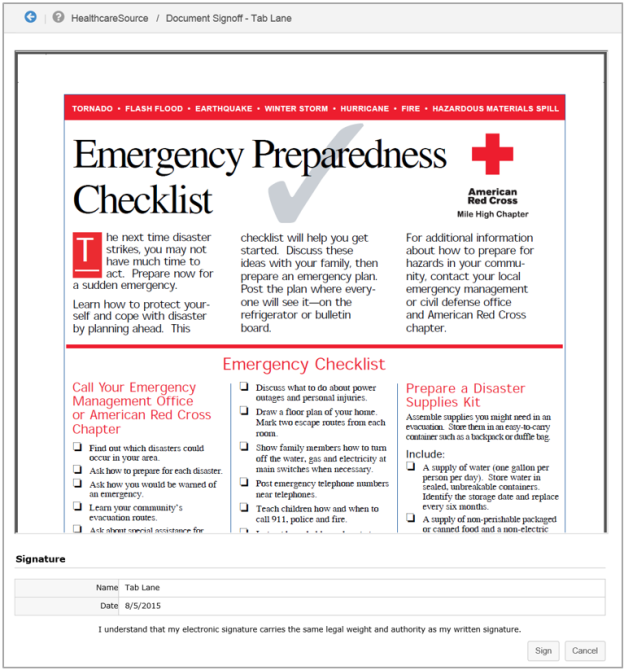 HealthcareSource / Document Signoff - Tab Lane
TORNADO • FLASH FLOOD • EARTHQUAKE • WINTER STORM • HURRICANE • FIRE • HAZARDOUS MATERIALS SPILL
Emergency Preparedness
Checklist
American
Red Cross
Mile High Chapter
The next time disaster
strikes, you may not
have much time to
act. Prepare now for
a sudden emergency.
Learn how to protect your-
self and cope with disaster
by planning ahead. This
checklist will help you get
started. Discuss these
ideas with your family, then
prepare an emergency plan.
Post the plan where every-
one will see it—on the
refrigerator or bulletin
board.
For additional information
about how to prepare for
hazards in your commu-
nity, contact your local
emergency management
or civil defense office
and American Red Cross
chapter.
Emergency Checklist
Call Your Emergency
Management Office
or American Red Cross
Chapter
❏ Find out which disasters could
occur in your area.
❏ Ask how to prepare for each disaster.
❏ Ask how you would be warned of
an emergency.
❏ Learn your community's
evacuation routes.
❏ Ask about special assistance for
❏ Discuss what to do about power
outages and personal injuries.
❏ Draw a floor plan of your home.
Mark two escape routes from each
room.
❏ Show family members how to turn
off the water, gas and electricity at
main switches when necessary.
❏ Post emergency telephone numbers
near telephones.
❏ Teach children how and when to
call 911, police and fire.
Prepare a Disaster
Supplies Kit
Assemble supplies you might need in an
evacuation. Store them in an easy-to-carry
container such as a backpack or duffle bag.
Include:
❏ A supply of water (one gallon per
person per day). Store water in
sealed, unbreakable containers.
Identify the storage date and replace
every six months.
❏ A supply of non-perishable packaged
or canned food and a non-electric
Signature
Name Tab Lane
Date 8/5/2015
I understand that my electronic signature carries the same legal weight and authority as my written signature.
Sign Cancel